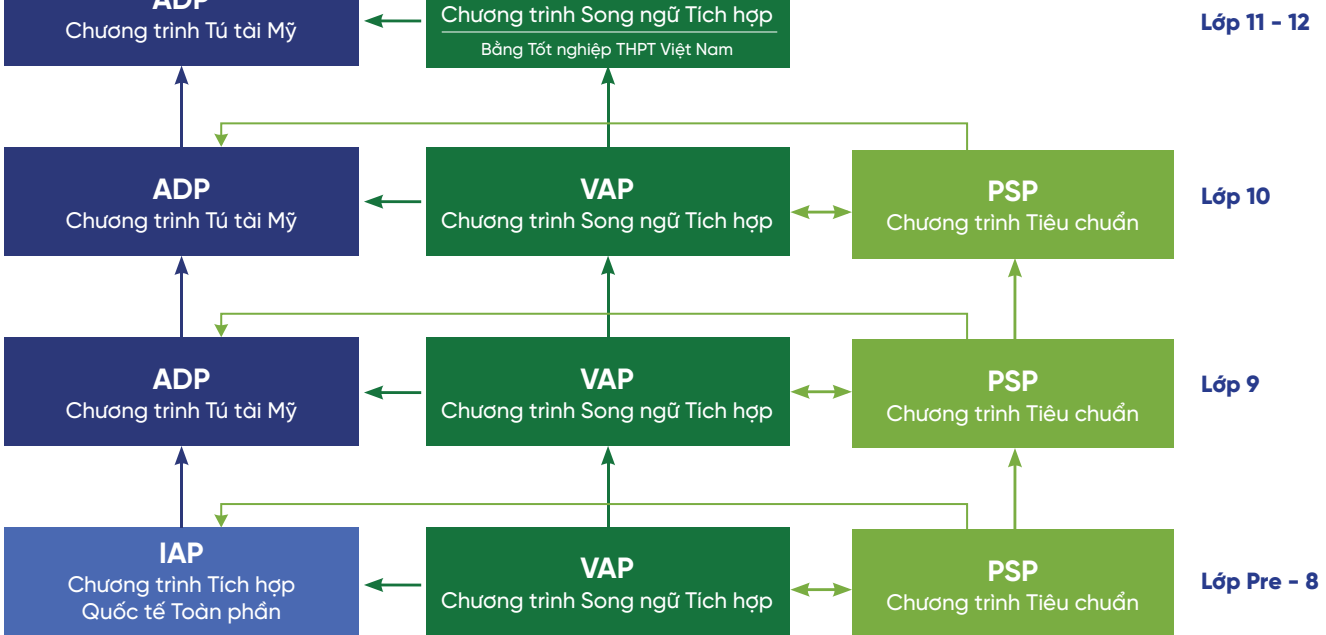 ADP
Chương trình Tú tài Mỹ
Chương trình Song ngữ Tích hợp
Bằng Tốt nghiệp THPT Việt Nam
Lớp 11 - 12
ADP
Chương trình Tú tài Mỹ
VAP
Chương trình Song ngữ Tích hợp
PSP
Chương trình Tiêu chuẩn
Lớp 10
ADP
Chương trình Tú tài Mỹ
VAP
Chương trình Song ngữ Tích hợp
PSP
Chương trình Tiêu chuẩn
Lớp 9
IAP
Chương trình Tích hợp
Quốc tế Toàn phần
VAP
Chương trình Song ngữ Tích hợp
PSP
Chương trình Tiêu chuẩn
Lớp Pre - 8